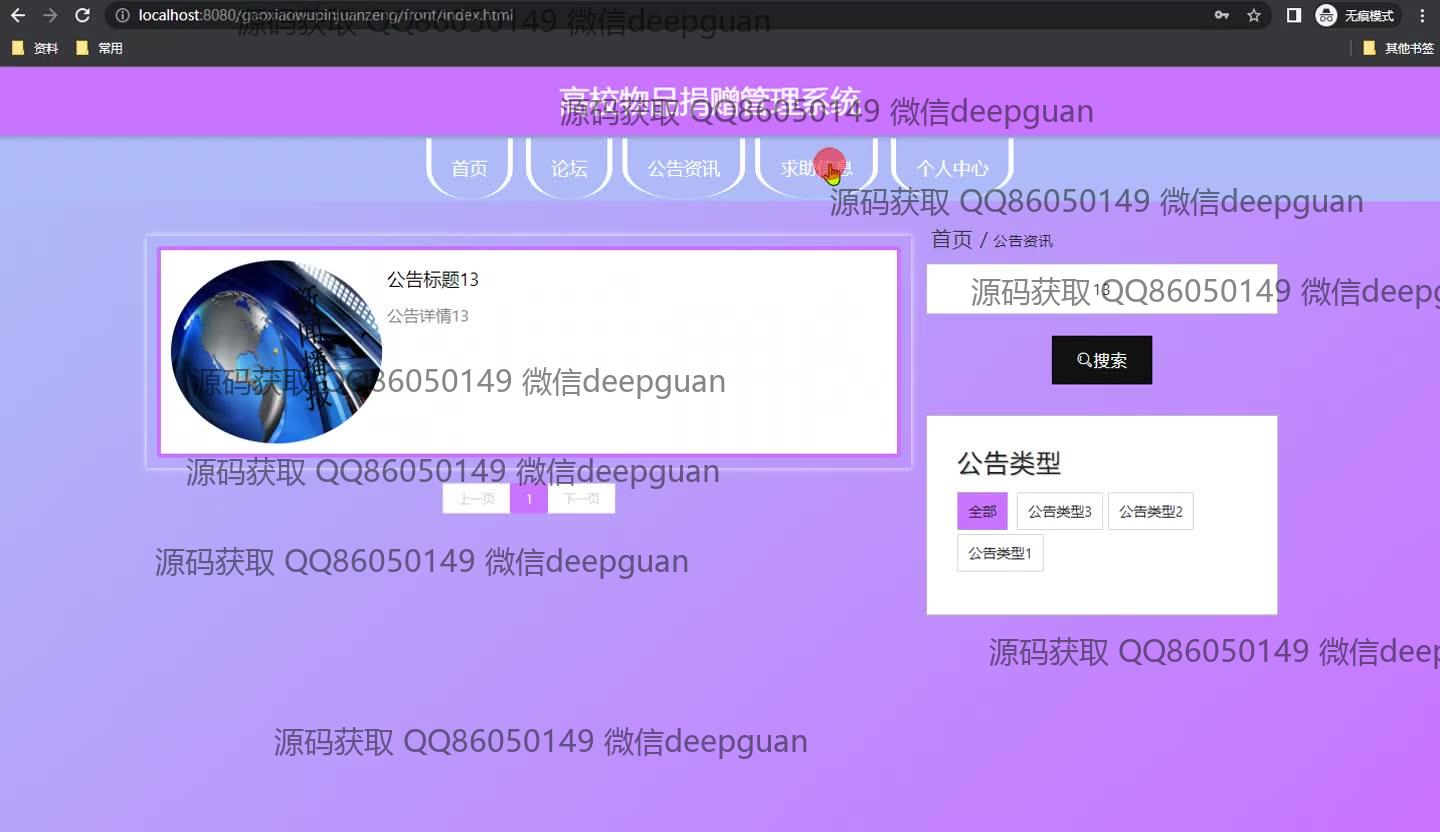 localhost:8080/gaoxiaowupinjuanzeng/front/index.html
无痕模式
源码获取 QQ86050149 微信deepguan
资料
常用
其他书签
高校物品捐赠管理系统
源码获取 QQ86050149 微信deepguan
首页
论坛
公告资讯
求助信息
个人中心
源码获取 QQ86050149 微信deepguan
首页 / 公告资讯
公告标题13
公告详情13
新闻播报
13
源码获取 QQ86050149 微信deepg
搜索
源码获取 QQ86050149 微信deepguan
源码获取 QQ86050149 微信deepguan
上一页
1
下一页
公告类型
全部
公告类型3
公告类型2
公告类型1
源码获取 QQ86050149 微信deepguan
源码获取 QQ86050149 微信deep
源码获取 QQ86050149 微信deepguan